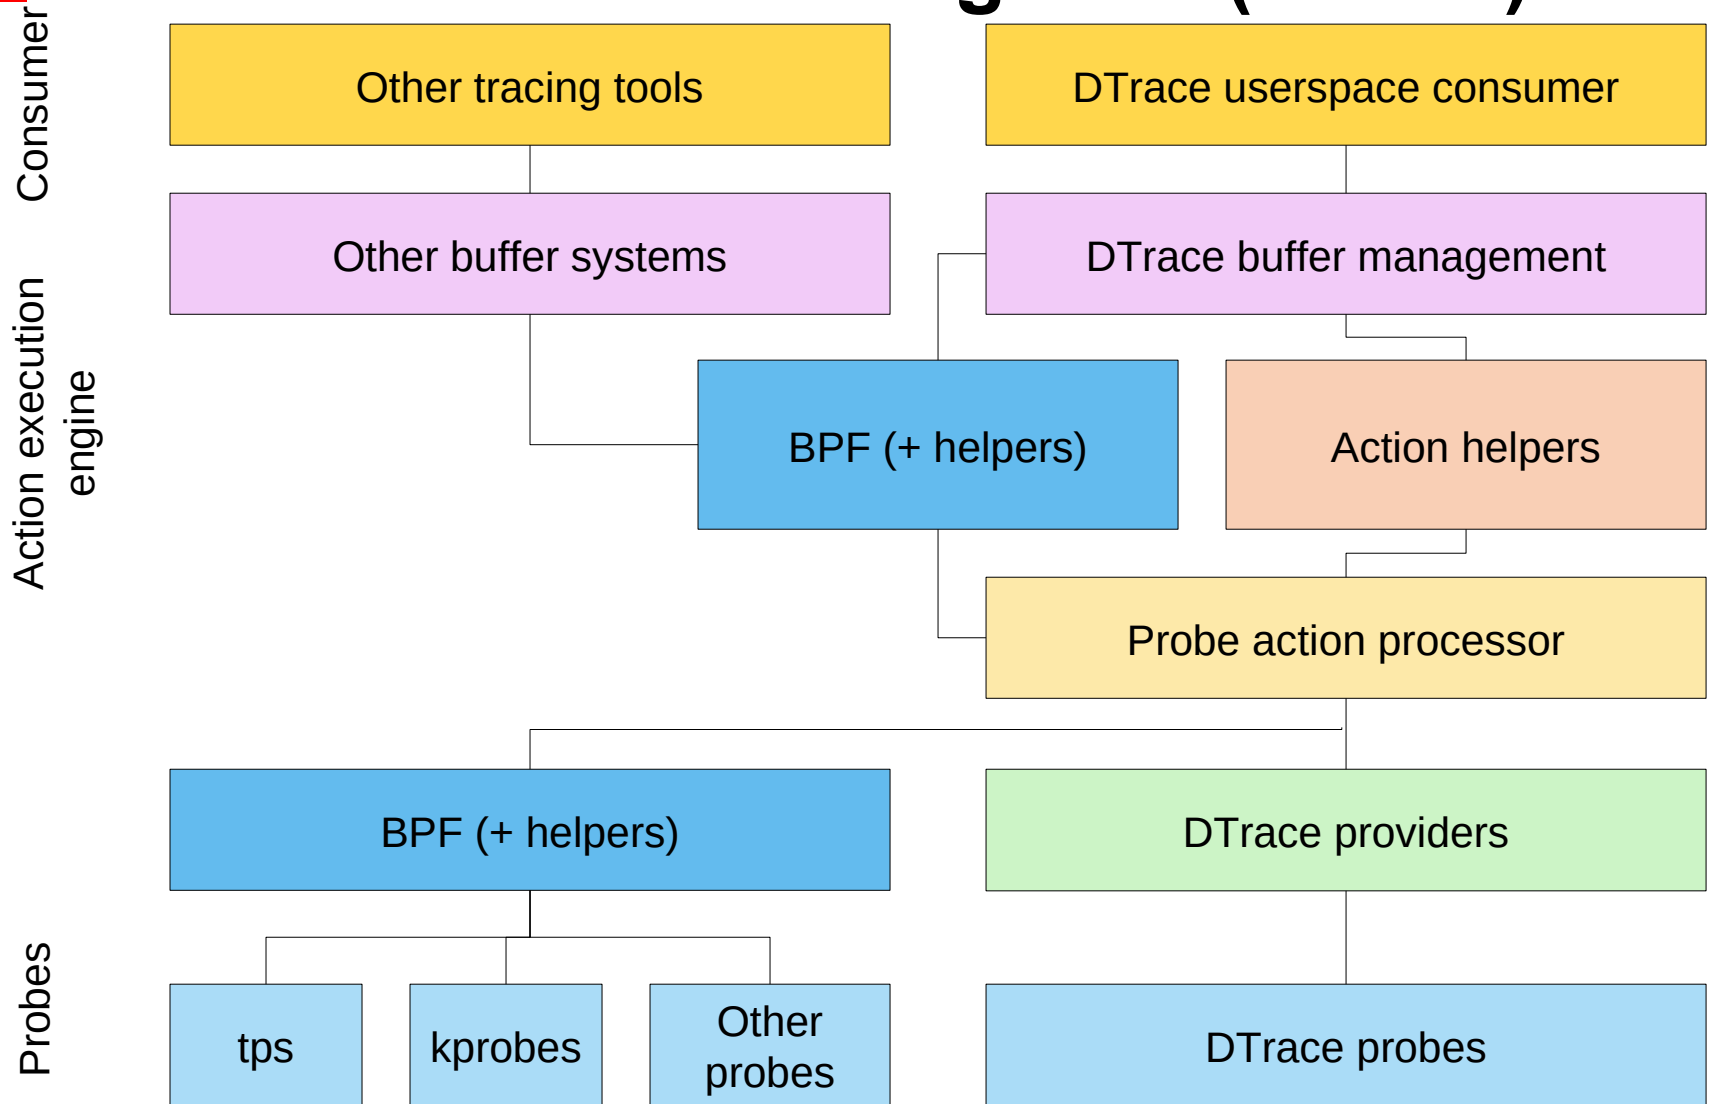 Consumer
Other tracing tools
DTrace userspace consumer
Other buffer systems
DTrace buffer management
Action execution
engine
BPF (+ helpers)
Action helpers
Probe action processor
BPF (+ helpers)
DTrace providers
Probes
tps
kprobes
Other
probes
DTrace probes